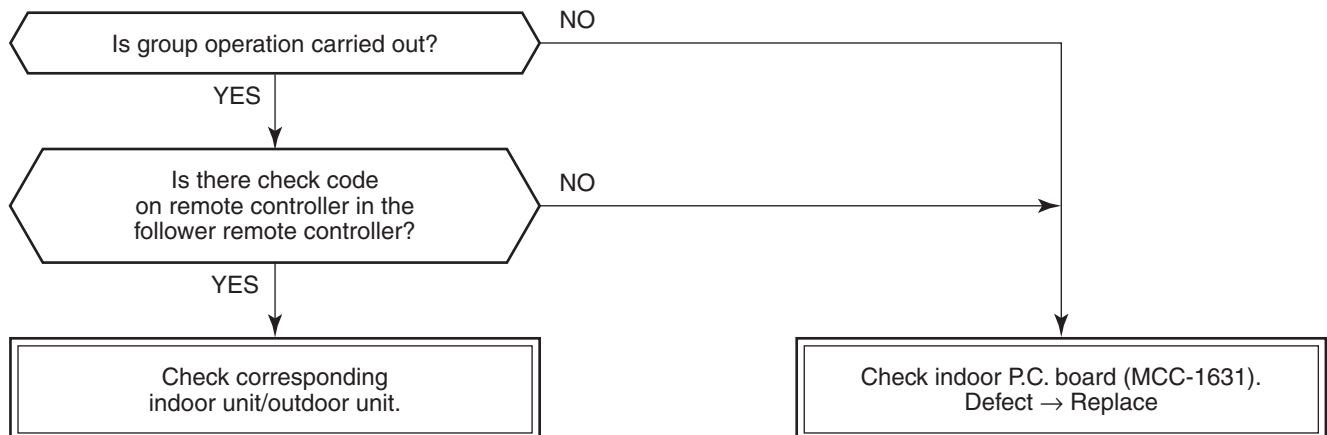 Is group operation carried out?
NO
YES
Is there check code
on remote controller in the
follower remote controller?
NO
YES
Check corresponding
indoor unit/outdoor unit.
Check indoor P.C. board (MCC-1631).
Defect → Replace